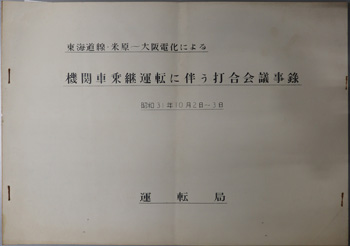 東海道線・米原一大阪電化による
機関車乗継運転に伴う打合会議事錄
昭和31年10月2日-3日
運転局